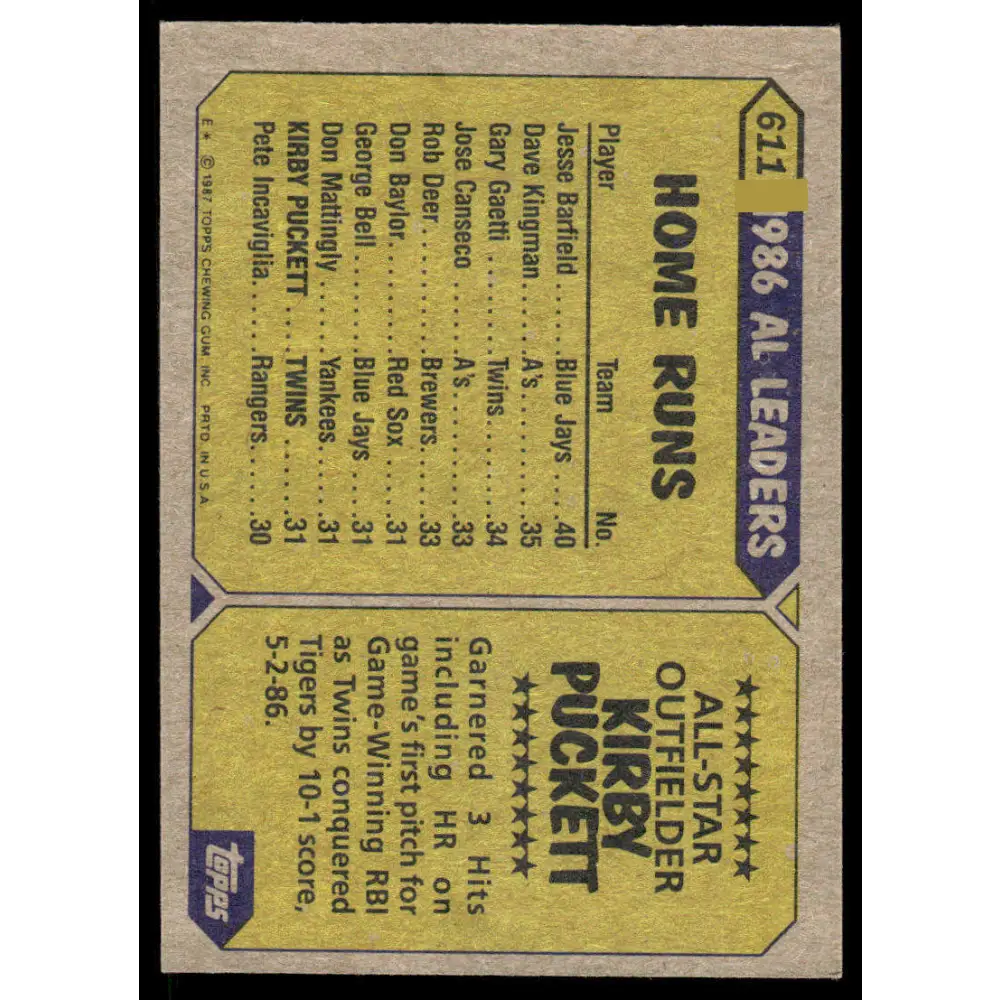 611
986 AL LEADERS
HOME RUNS
Player Team No.
Jesse Barfield.....Blue Jays....40
Dave Kingman.....A's.........35
Gary Gaetti.......Twins.......34
Jose Canseco.....A's.........33
Rob Deer.........Brewers.....33
Don Baylor.......Red Sox.....31
George Bell......Blue Jays....31
Don Mattingly.....Yankees.....31
KIRBY PUCKETT....TWINS......31
Pete Incaviglia.....Rangers.....30
E* © 1987 TOPPS CHEWING GUM, INC. PRTD. IN U.S.A.
★★★★★★★★
ALL-STAR
OUTFIELDER
KIRBY
PUCKETT
★★★★★★★★
Garnered 3 Hits
including HR on
game's first pitch for
Game-Winning RBI
as Twins conquered
Tigers by 10-1 score,
5-2-86.
topps